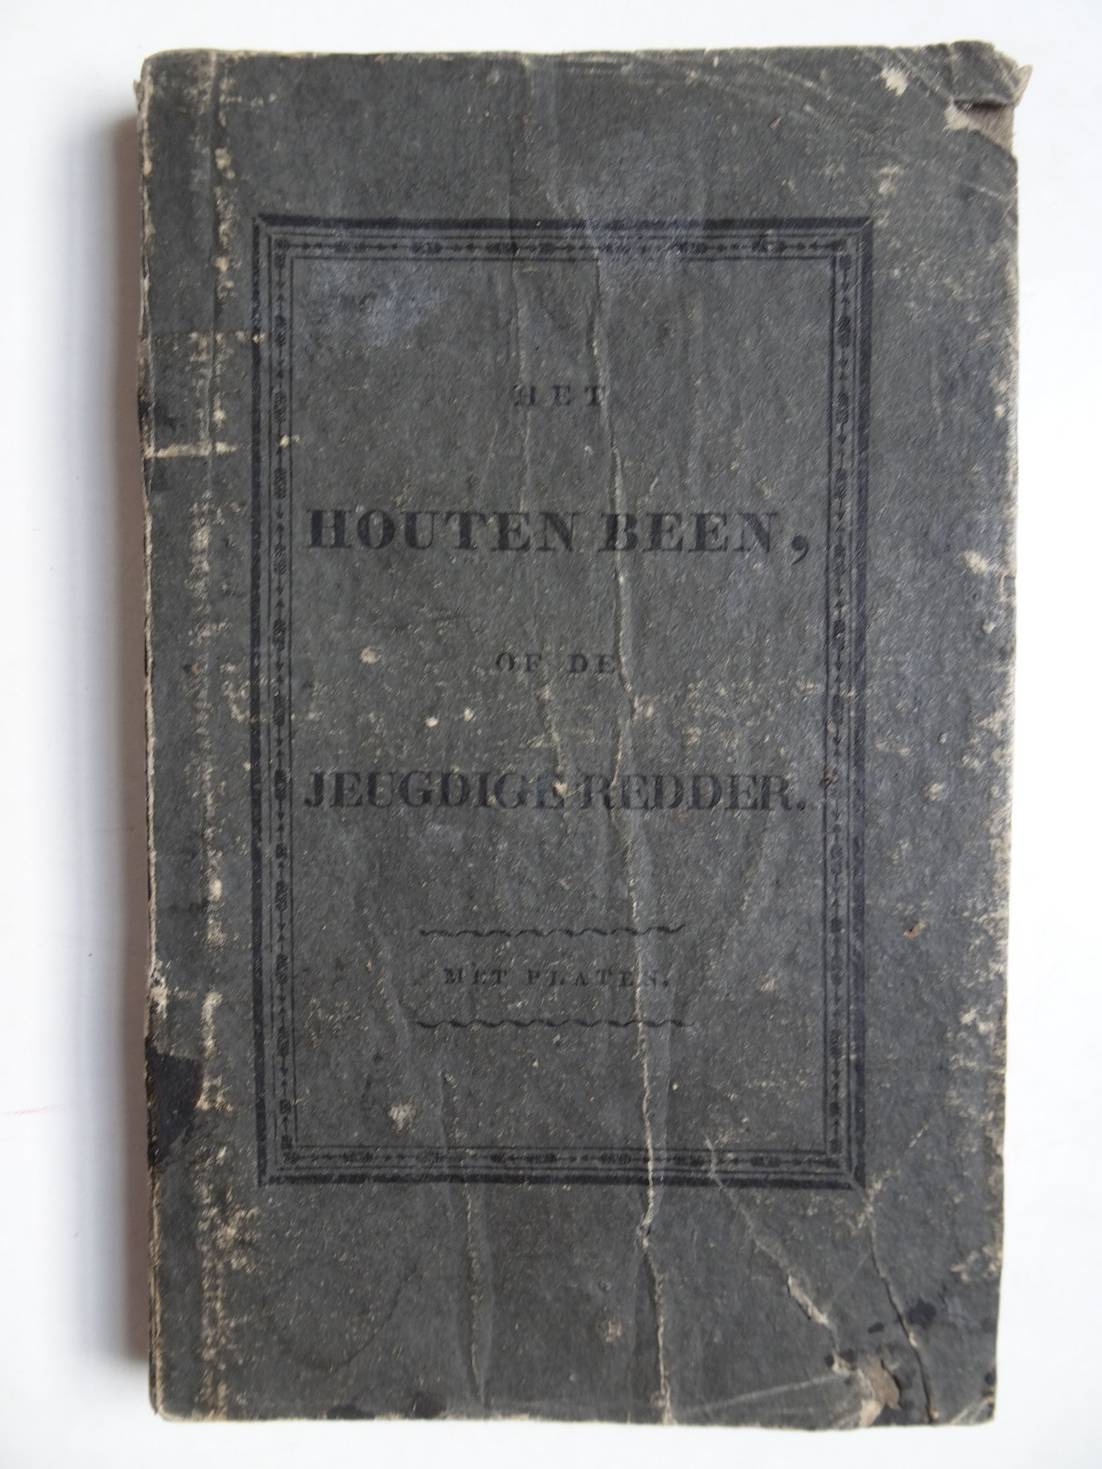 HET
HOUTEN BEEN,
OF DE
JEUGDIGE REDDER.
MET PLATEN.